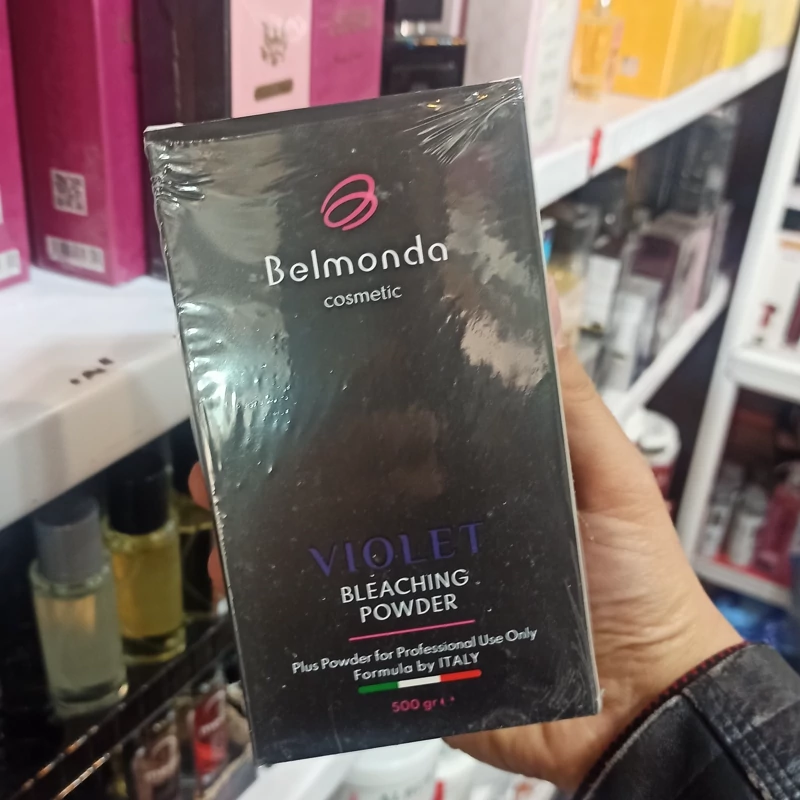 Belmonda
cosmetic
VIOLET
BLEACHING
POWDER
Plus Powder for Professional Use Only
Formula by ITALY
500 gr